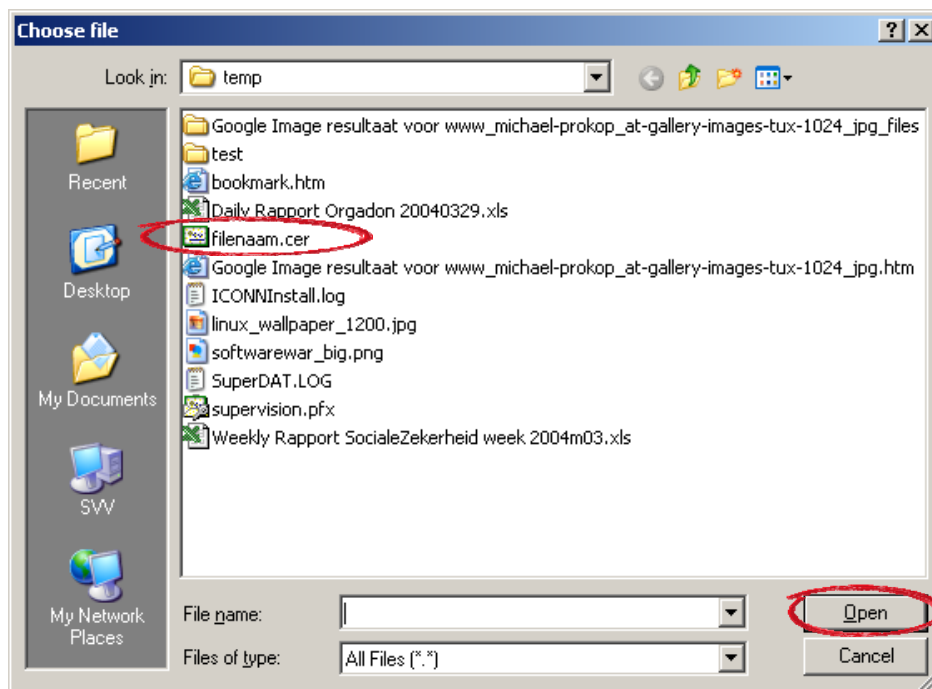 Choose file
Look in: temp
Recent
Desktop
My Documents
SVV
My Network
Places
Google Image resultaat voor www_michael-prokop_at-gallery-images-tux-1024_jpg_files
test
bookmark.htm
Daily Rapport Orgadon 20040329.xls
filenaam.cer
Google Image resultaat voor www_michael-prokop_at-gallery-images-tux-1024_jpg.htm
ICONNInstall.log
linux_wallpaper_1200.jpg
softwarewar_big.png
SuperDAT.LOG
supervision.pfx
Weekly Rapport SocialeZekerheid week 2004m03.xls
File name: Open
Files of type: All Files (*.*) Cancel